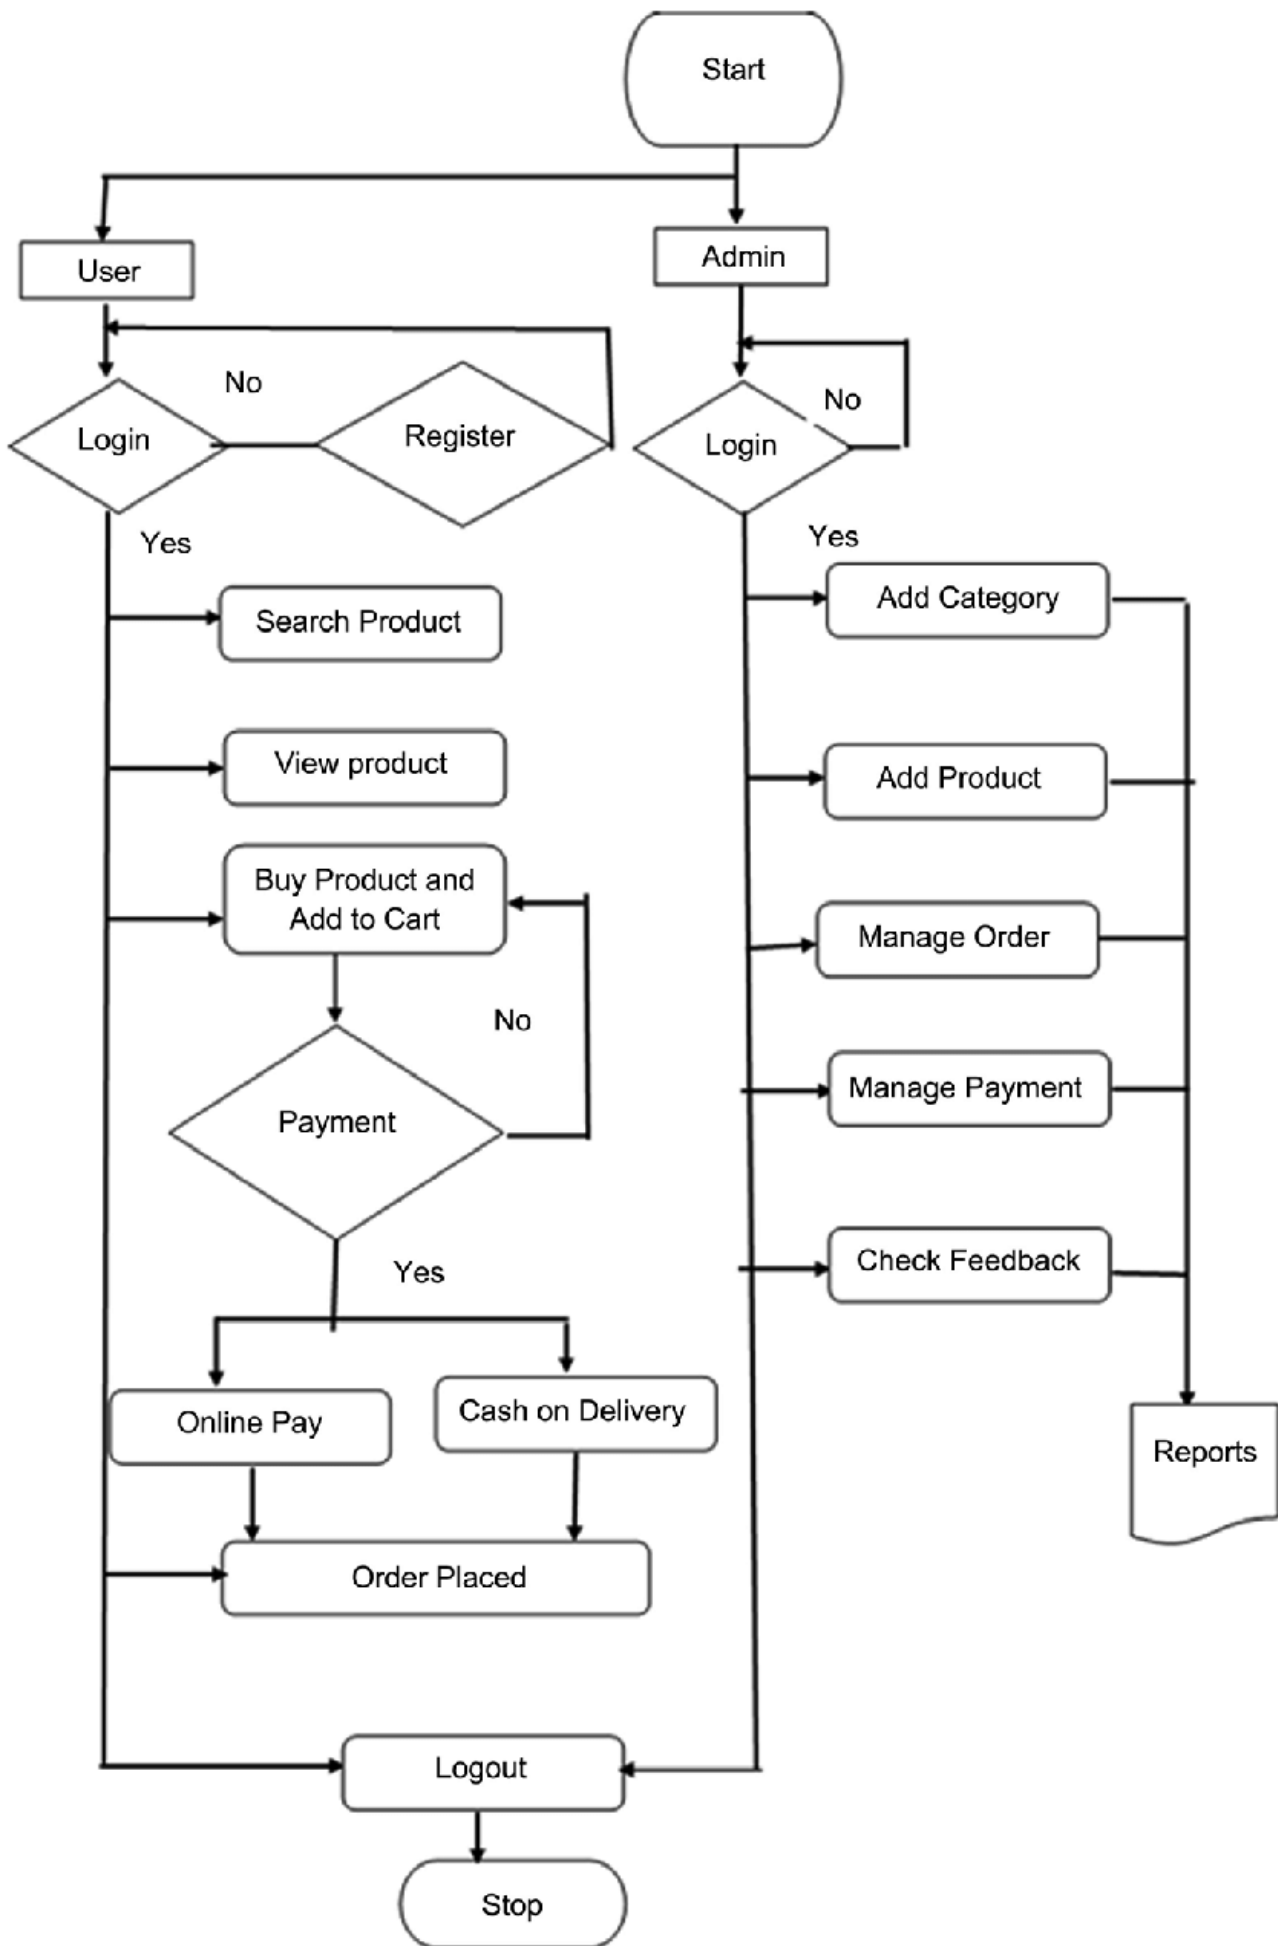 Start
User
Admin
No
Login
Register
No
Login
Yes
Yes
Search Product
Add Category
View product
Add Product
Buy Product and
Add to Cart
Manage Order
No
Payment
Manage Payment
Yes
Check Feedback
Online Pay
Cash on Delivery
Reports
Order Placed
Logout
Stop